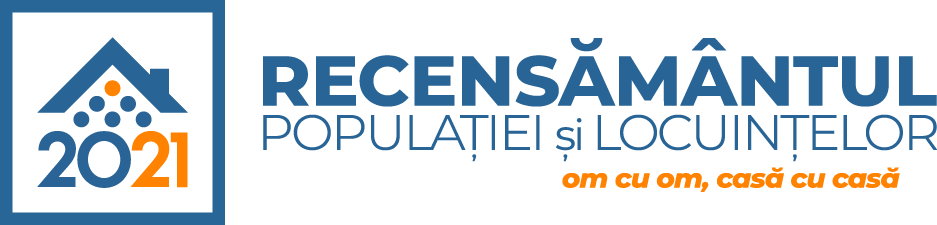 2021
RECENSĂMÂNTUL
POPULAȚIEI și LOCUINȚELOR
om cu om, casă cu casă